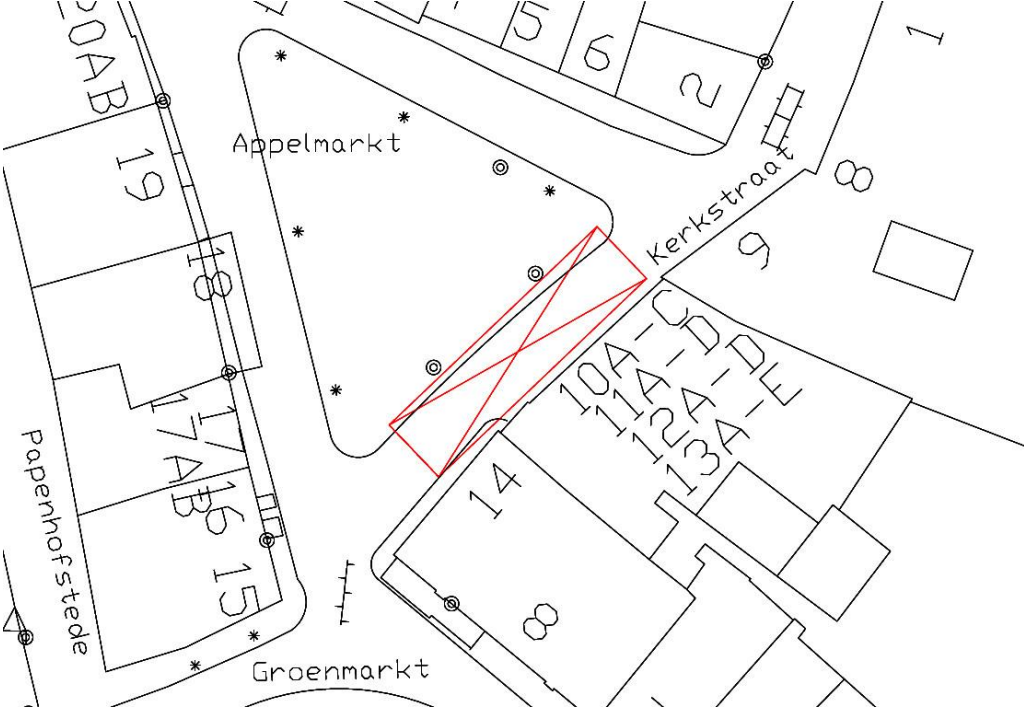 20AB
5
6
2
1
Appelmarkt
19
Kerkstraat
8
9
18
10A-C
11A-D
12A-D
13A-E
17AB
17
16
14
Papenhofstede
15
8
Groenmarkt